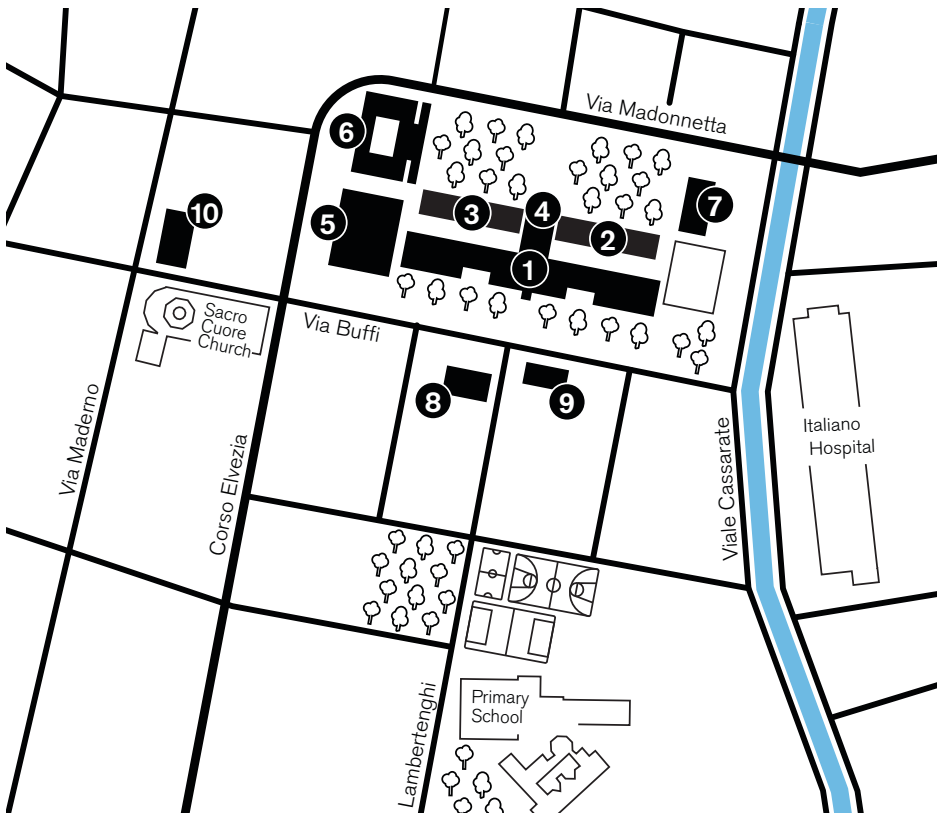 Via Madonnetta
6
7
10
3
4
5
2
1
Sacro
Cuore
Church
Via Buffi
8
9
Via Maderno
Corso Elvezia
Viale Cassarate
Italiano
Hospital
Lambertenghi
Primary
School